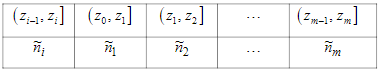 (z_{i−1}, z_i] (z_0, z_1] (z_1, z_2] … (z_{m−1}, z_m]
ñ_i ñ_1 ñ_2 … ñ_m